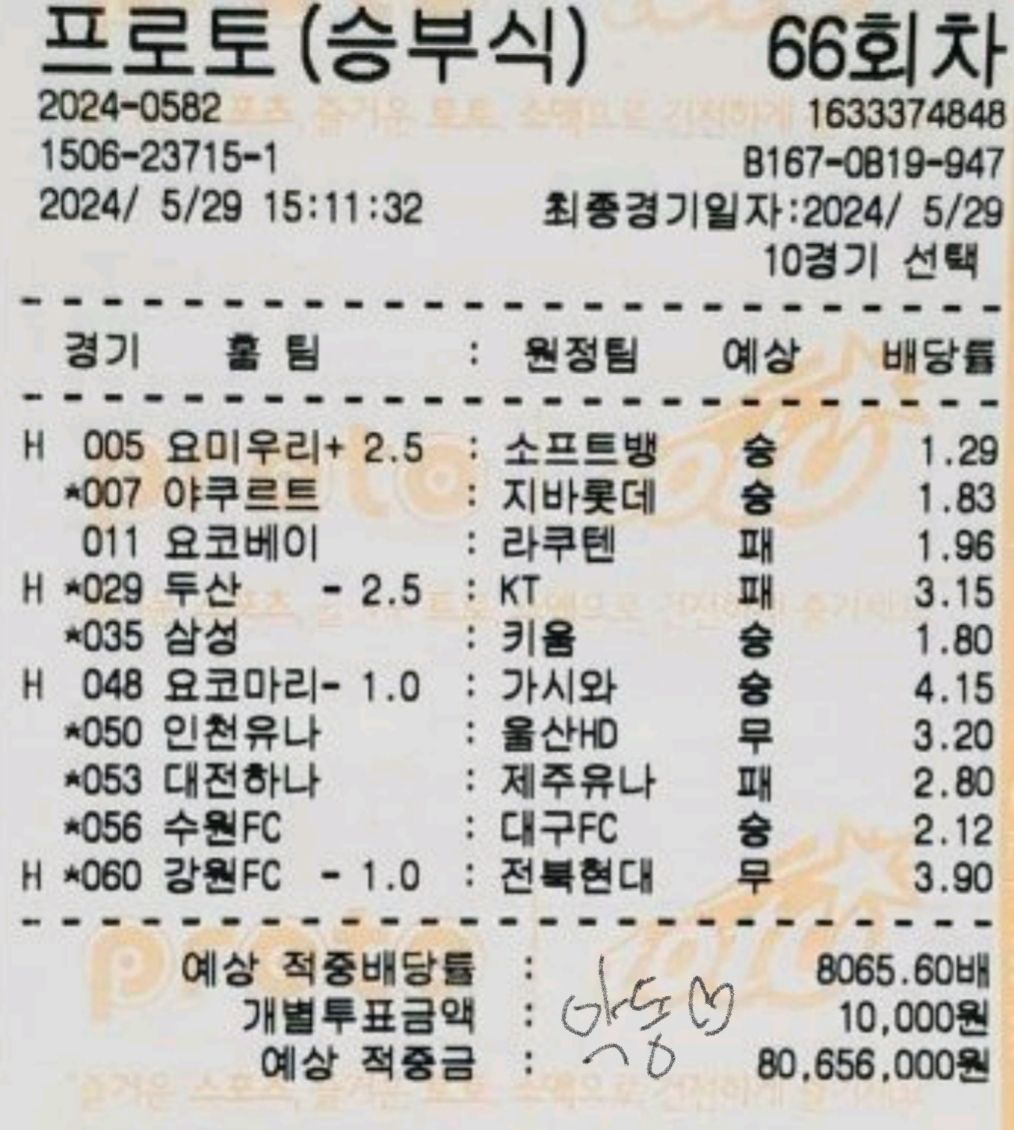 프로토(승부식) 66회차
2024-0582 1633374848
1506-23715-1 B167-0B19-947
2024/ 5/29 15:11:32 최종경기일자:2024/ 5/29
10경기 선택
경기 홈 팀 : 원정팀 예상 배당률
H 005 요미우리+ 2.5 : 소프트뱅 승 1.29
*007 야쿠르트 : 지바롯데 승 1.83
011 요코베이 : 라쿠텐 패 1.96
H *029 두산 - 2.5 : KT 패 3.15
*035 삼성 : 키움 승 1.80
H 048 요코마리- 1.0 : 가시와 승 4.15
*050 인천유나 : 울산HD 무 3.20
*053 대전하나 : 제주유나 패 2.80
*056 수원FC : 대구FC 승 2.12
H *060 강원FC - 1.0 : 전북현대 무 3.90
예상 적중배당률 : 8065.60배
개별투표금액 : 10,000원
예상 적중금 : 80,656,000원
악동♡
proto